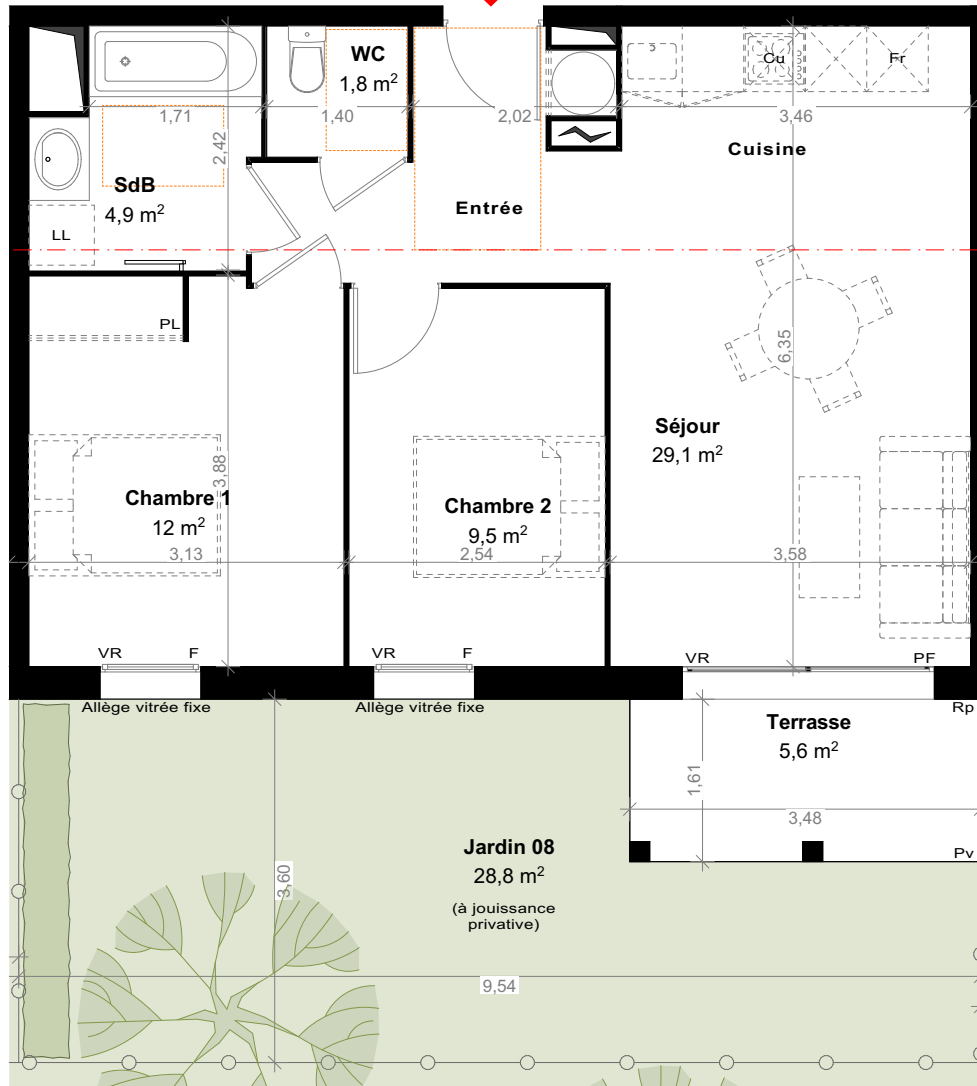 WC
1,8 m²
Cu
Fr
1,71
1,40
2,02
3,46
2,42
Cuisine
SdB
4,9 m²
Entrée
LL
PL
6,35
Séjour
29,1 m²
3,88
Chambre 1
12 m²
Chambre 2
9,5 m²
3,13
2,54
3,58
VR
F
VR
F
VR
PF
Allège vitrée fixe
Allège vitrée fixe
Rp
Terrasse
5,6 m²
1,61
3,48
Jardin 08
28,8 m²
(à jouissance
privative)
Pv
3,60
9,54